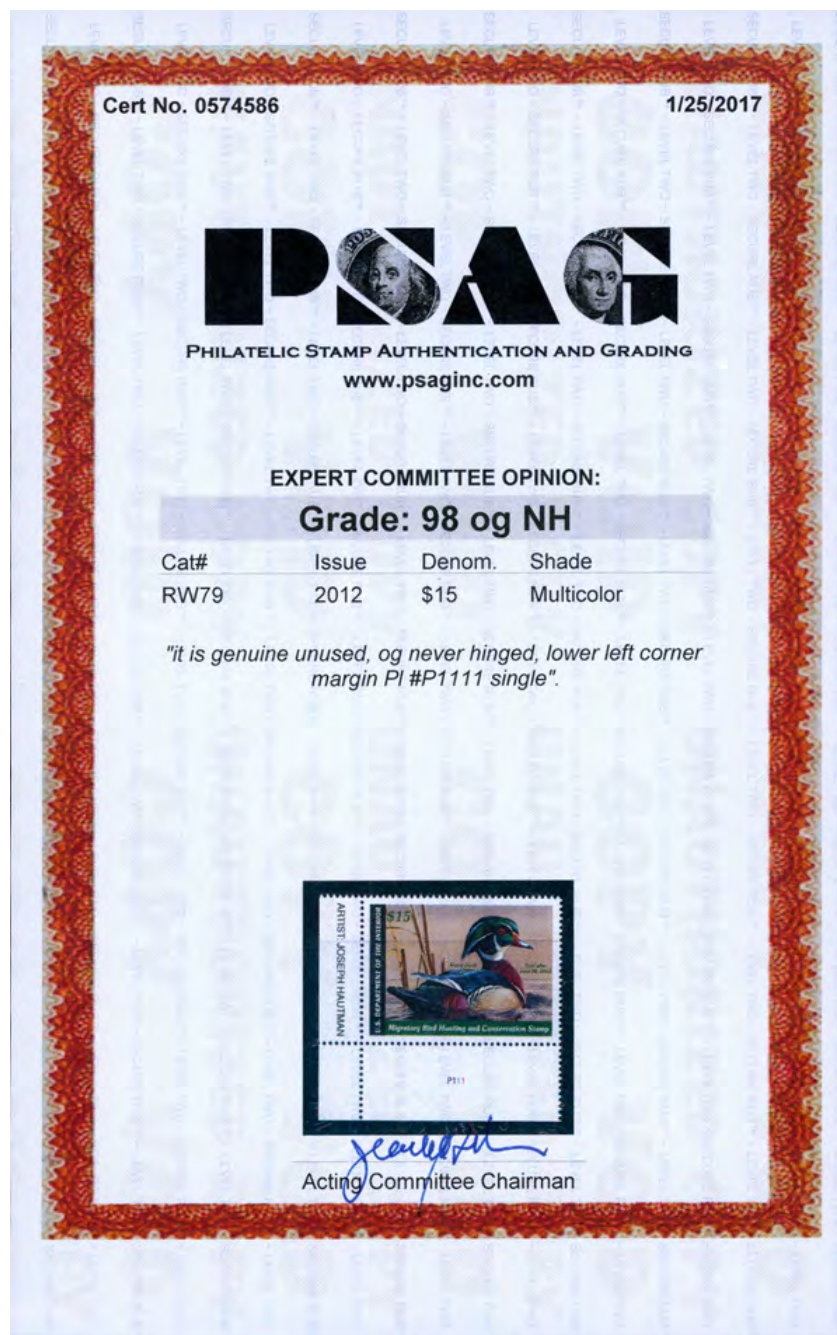 Cert No. 0574586
1/25/2017
PSAG
PHILATELIC STAMP AUTHENTICATION AND GRADING
www.psaginc.com
EXPERT COMMITTEE OPINION:
Grade: 98 og NH
Cat# Issue Denom. Shade
RW79 2012 $15 Multicolor
"it is genuine unused, og never hinged, lower left corner
margin Pl #P1111 single".
ARTIST: JOSEPH HAUTMAN
$15
U.S. DEPARTMENT OF THE INTERIOR
Migratory Bird Hunting and Conservation Stamp
Acting Committee Chairman